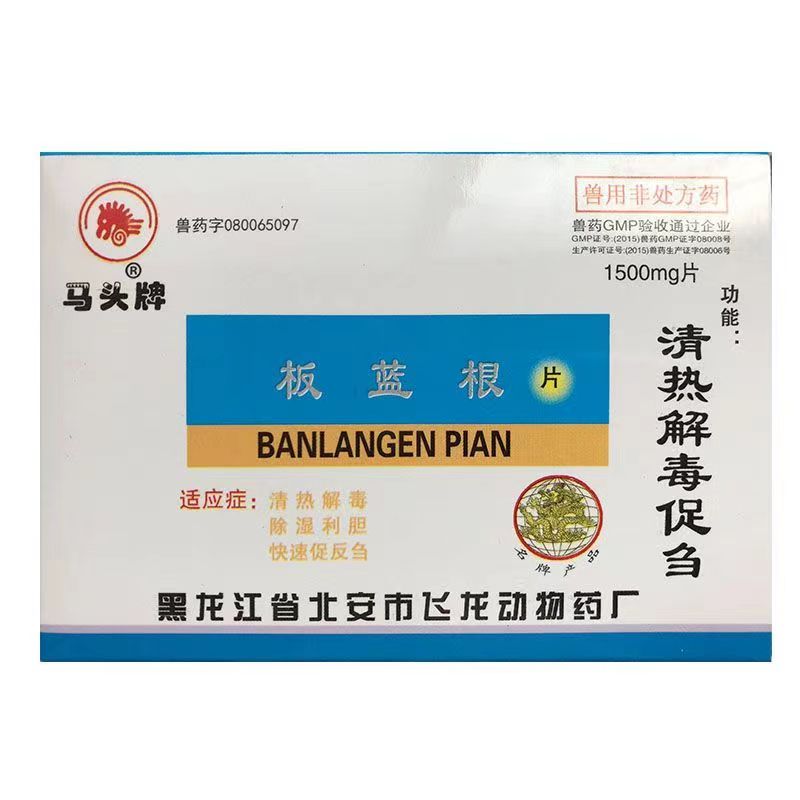 兽药字080065097
兽用非处方药
兽药GMP验收通过企业
GMP证号:(2015)兽药GMP证字08008号
生产许可证号:(2015)兽药生产证字08006号
1500mg片
®
马头牌
功能:
清热解毒促刍
板蓝根 片
BANLANGEN PIAN
适应症: 清热解毒
除湿利胆
快速促反刍
名牌产品
黑龙江省北安市飞龙动物药厂